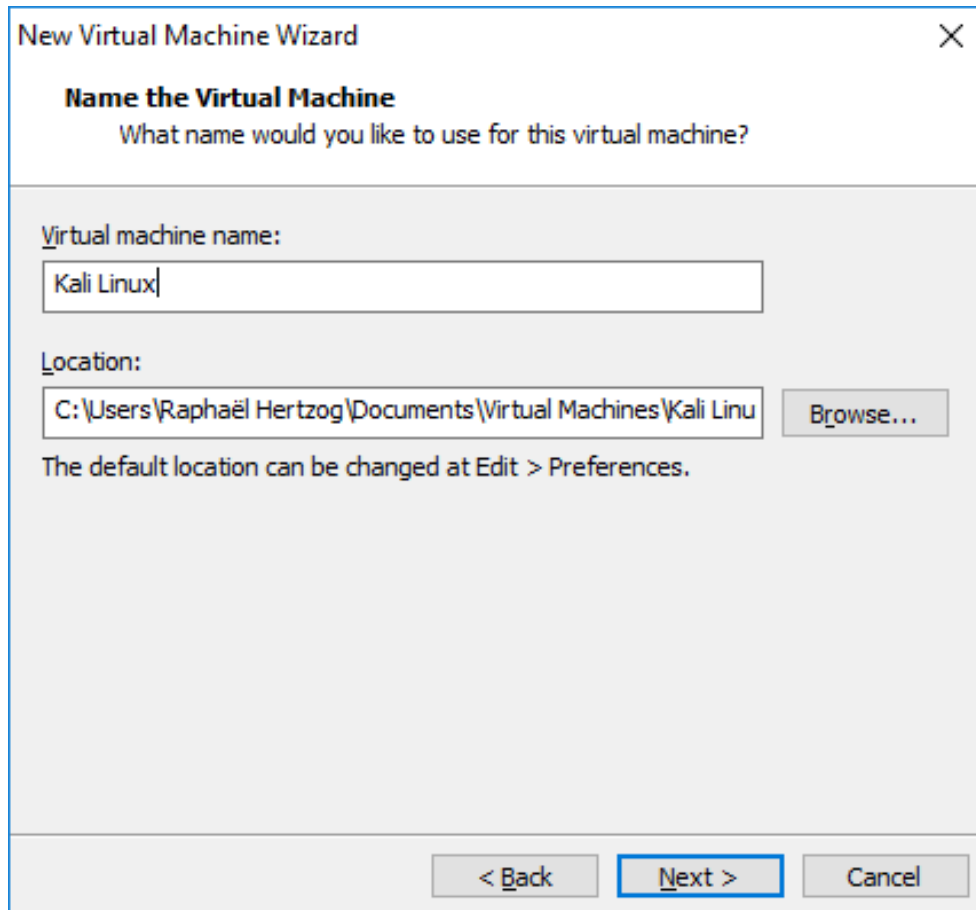 New Virtual Machine Wizard
Name the Virtual Machine
What name would you like to use for this virtual machine?
Virtual machine name:
Kali Linux
Location:
C:\Users\Raphaël Hertzog\Documents\Virtual Machines\Kali Linu
Browse...
The default location can be changed at Edit > Preferences.
< Back Next > Cancel